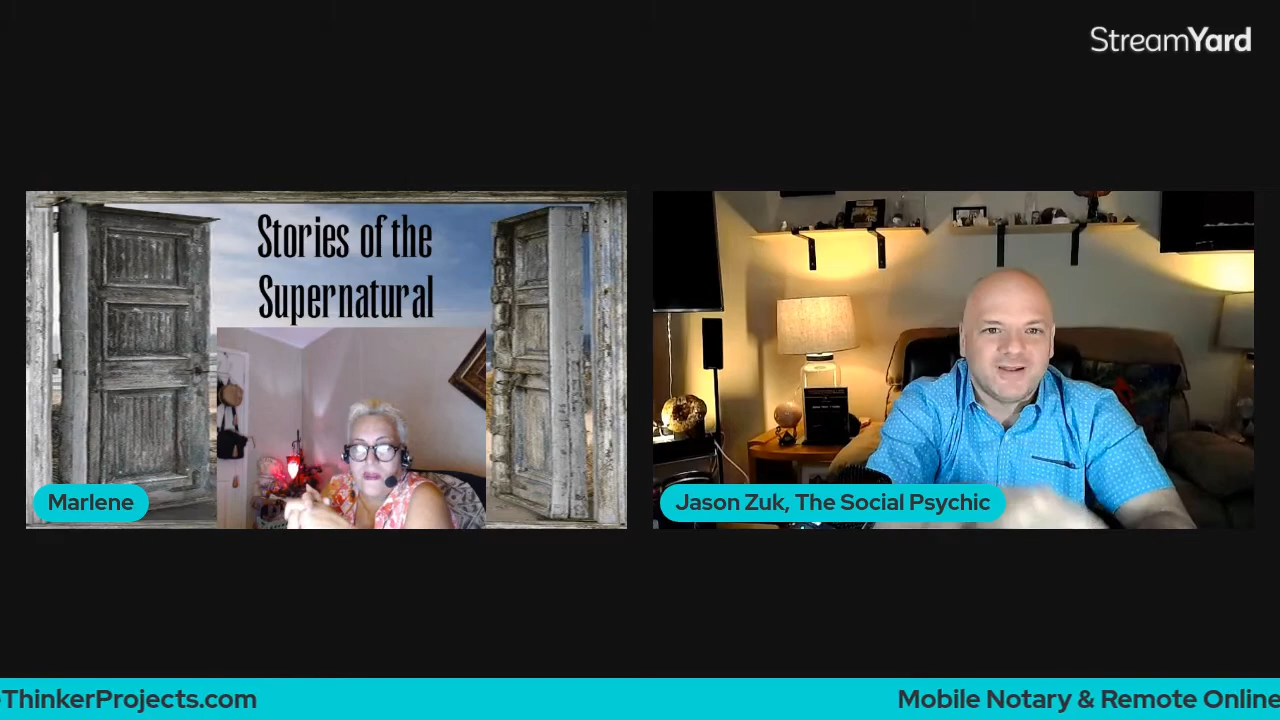 StreamYard
Stories of the
Supernatural
Marlene
Jason Zuk, The Social Psychic
ThinkerProjects.com
Mobile Notary & Remote Online